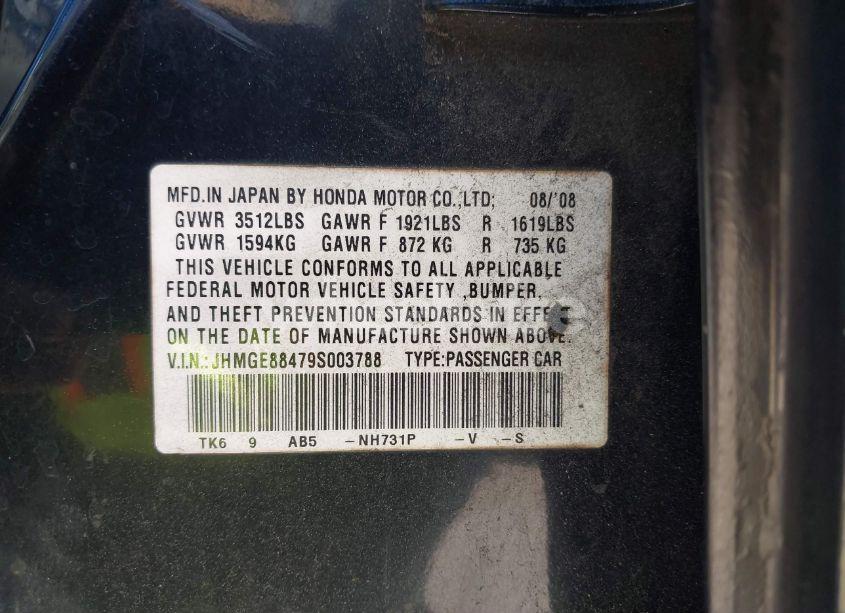 MFD.IN JAPAN BY HONDA MOTOR CO.,LTD; 08/'08
GVWR 3512LBS GAWR F 1921LBS R 1619LBS
GVWR 1594KG GAWR F 872 KG R 735 KG
THIS VEHICLE CONFORMS TO ALL APPLICABLE
FEDERAL MOTOR VEHICLE SAFETY ,BUMPER,
AND THEFT PREVENTION STANDARDS IN EFFECT
ON THE DATE OF MANUFACTURE SHOWN ABOVE.
V.I.N.:JHMGE88479S003788 TYPE:PASSENGER CAR
TK6 9 AB5 -NH731P -V -S